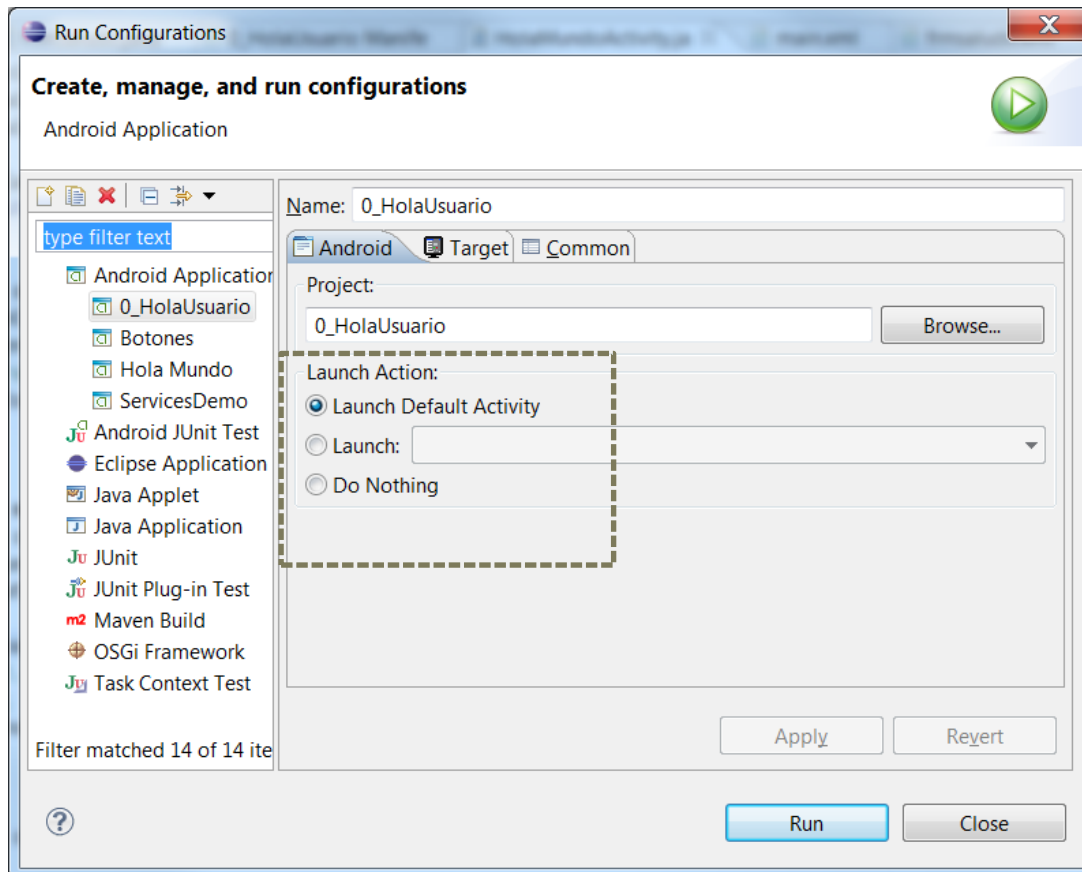 Run Configurations
Create, manage, and run configurations
Android Application
type filter text
Android Application
0_HolaUsuario
Botones
Hola Mundo
ServicesDemo
Android JUnit Test
Eclipse Application
Java Applet
Java Application
JUnit
JUnit Plug-in Test
Maven Build
OSGi Framework
Task Context Test
Filter matched 14 of 14 ite
Name: 0_HolaUsuario
Android Target Common
Project:
0_HolaUsuario Browse...
Launch Action:
Launch Default Activity
Launch:
Do Nothing
Apply Revert
Run Close